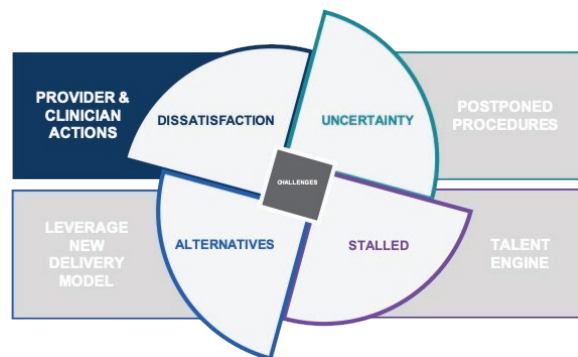 PROVIDER &
CLINICIAN
ACTIONS
DISSATISFACTION
UNCERTAINTY
POSTPONED
PROCEDURES
CHALLENGES
LEVERAGE
NEW
DELIVERY
MODEL
ALTERNATIVES
STALLED
TALENT
ENGINE